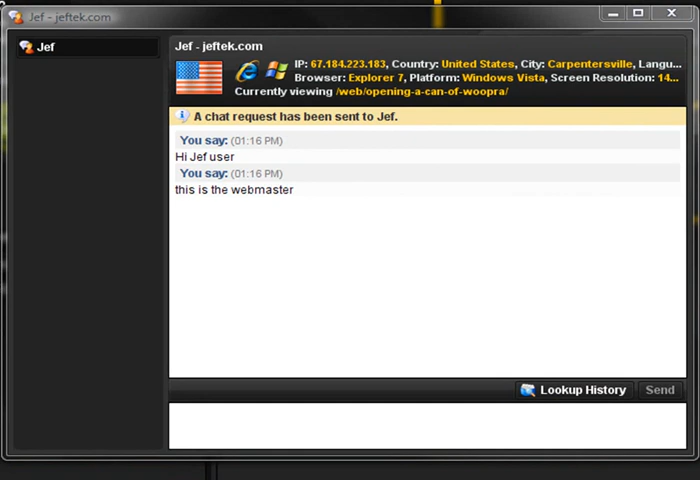 Jef - jeftek.com
Jef
Jef - jeftek.com
IP: 67.184.223.183, Country: United States, City: Carpentersville, Langu...
Browser: Explorer 7, Platform: Windows Vista, Screen Resolution: 14...
Currently viewing /web/opening-a-can-of-woopra/
A chat request has been sent to Jef.
You say: (01:16 PM)
Hi Jef user
You say: (01:16 PM)
this is the webmaster
Lookup History Send